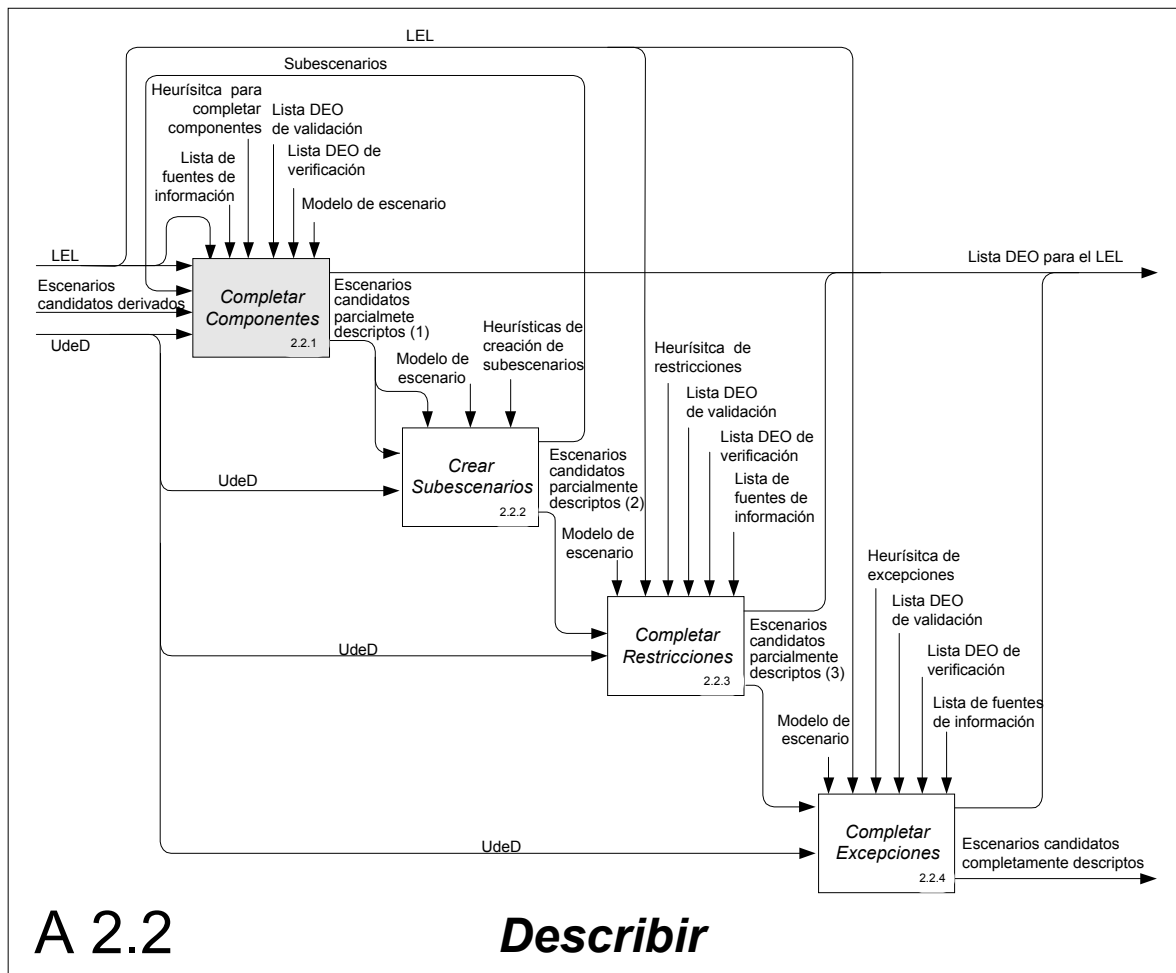 LEL
Subescenarios
Heurísitca para
completar
componentes
Lista DEO
de validación
Lista DEO de
verificación
Lista de
fuentes de
información
Modelo de escenario
LEL
Escenarios
candidatos derivados
UdeD
Completar
Componentes
2.2.1
Lista DEO para el LEL
Escenarios
candidatos
parcialmete
descriptos (1)
Modelo de
escenario
Heurísticas de
creación de
subescenarios
Crear
Subescenarios
2.2.2
UdeD
Escenarios
candidatos
parcialmente
descriptos (2)
Modelo de
escenario
Heurísitca de
restricciones
Lista DEO
de validación
Lista DEO de
verificación
Lista de
fuentes de
información
Completar
Restricciones
2.2.3
UdeD
Escenarios
candidatos
parcialmente
descriptos (3)
Modelo de
escenario
Heurísitca de
excepciones
Lista DEO
de validación
Lista DEO de
verificación
Lista de fuentes
de información
Completar
Excepciones
2.2.4
UdeD
Escenarios candidatos
completamente descriptos
A 2.2
Describir